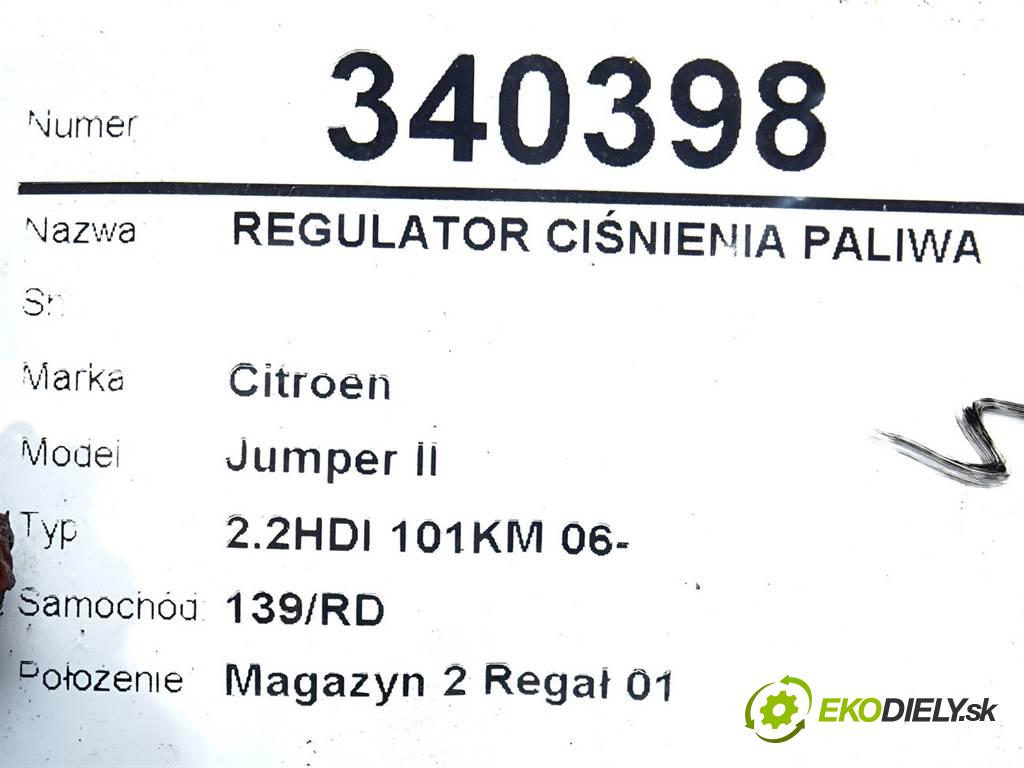 Numer 340398
Nazwa REGULATOR CIŚNIENIA PALIWA
Marka Citroen
Model Jumper II
Typ 2.2HDI 101KM 06-
Samochód: 139/RD
Położenie Magazyn 2 Regał 01
EKODIELY.sk